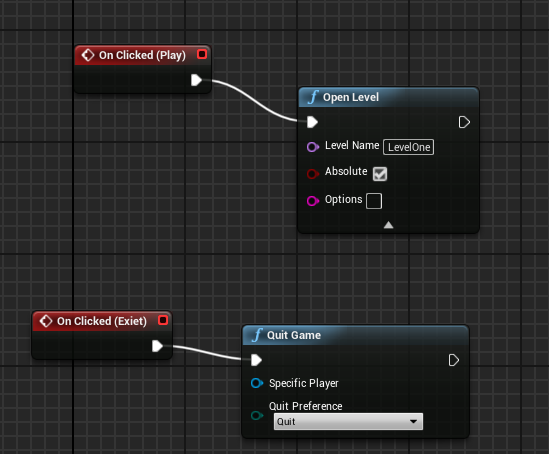 On Clicked (Play)
f Open Level
Level Name LevelOne
Absolute
Options
On Clicked (Exiet)
f Quit Game
Specific Player
Quit Preference
Quit